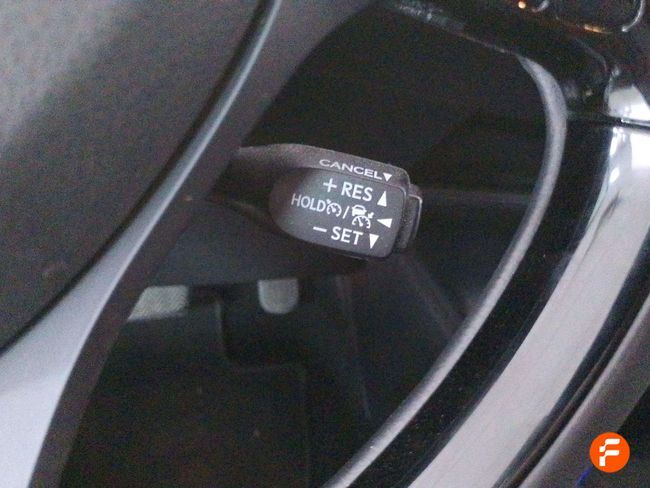 CANCEL
+ RES
HOLD /
– SET
F